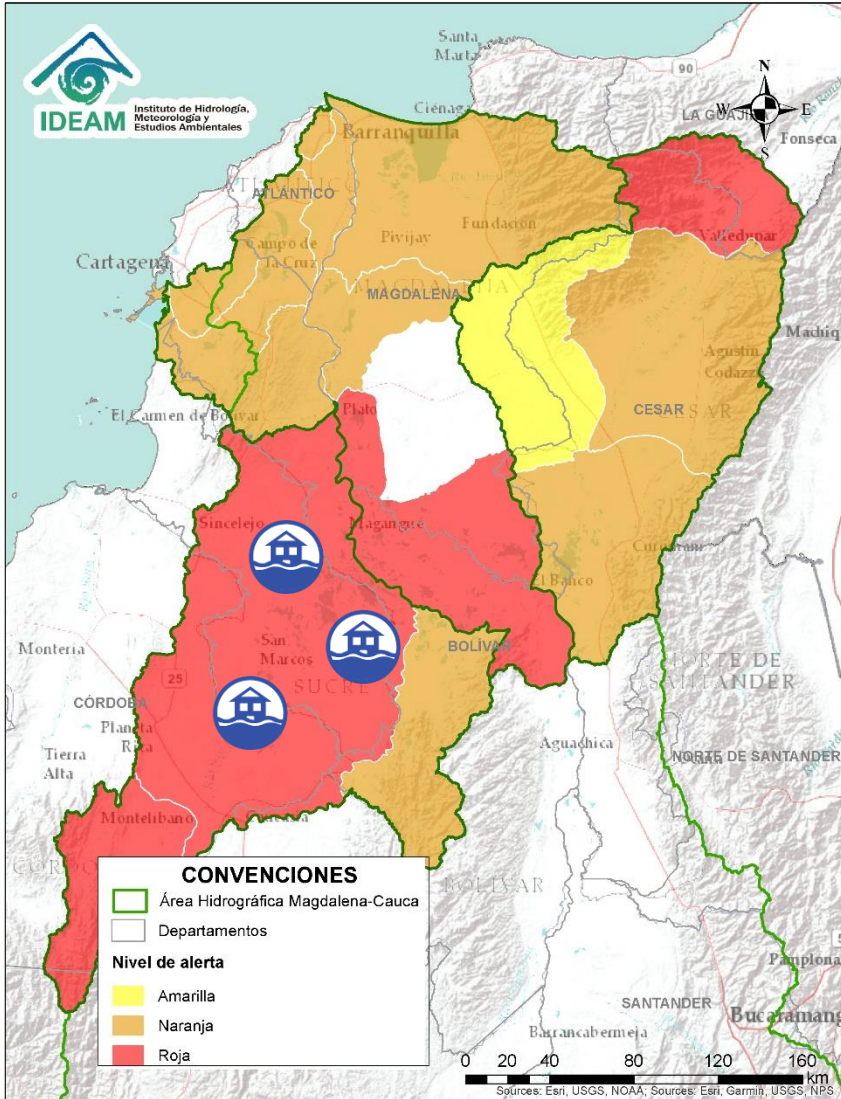 IDEAM
Instituto de Hidrología,
Meteorología y
Estudios Ambientales
Santa
Marta
90
N
W
E
S
Ciénaga
LA GUAJI
Fonseca
Barranquilla
ATLÁNTICO
Valledupar
Fundación
Pivijay
Campo de
la Cruz
Cartagena
MAGDALENA
Machiq
Agustín
Codazzi
CESAR
El Carmen de Bolívar
Plato
Sincelejo
Magangué
Curumaní
El Banco
Montería
San
Marcos
BOLÍVAR
NORTE DE
SANTANDER
25
SUCRE
CÓRDOBA
Planeta
Rica
Aguachica
Tierra
Alta
NORTE DE SANTANDER
Montelíbano
BOLÍVAR
CONVENCIONES
Área Hidrográfica Magdalena-Cauca
Departamentos
Nivel de alerta
Amarilla
Naranja
Roja
Pamplona
SANTANDER
Bucaramang
Barrancabermeja
0 20 40 80 120 160
km
Sources: Esri, USGS, NOAA; Sources: Esri, Garmin, USGS, NPS